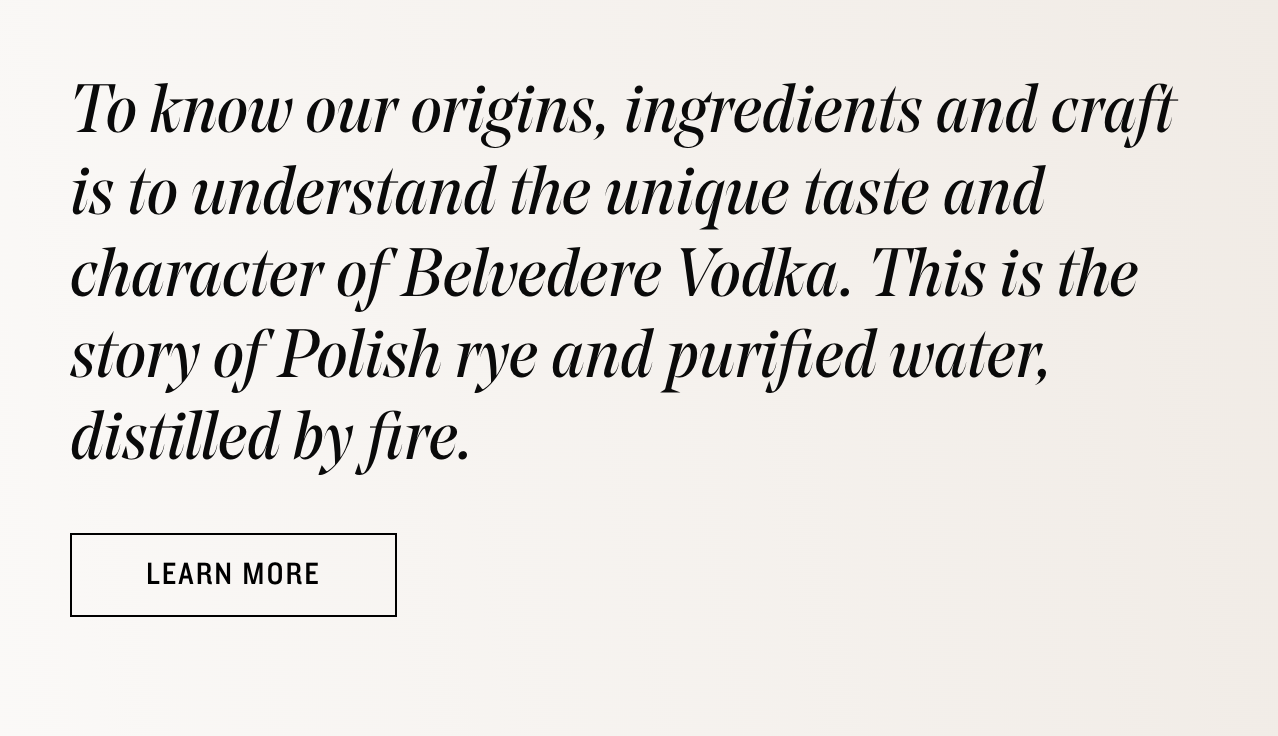 To know our origins, ingredients and craft
is to understand the unique taste and
character of Belvedere Vodka. This is the
story of Polish rye and purified water,
distilled by fire.
LEARN MORE